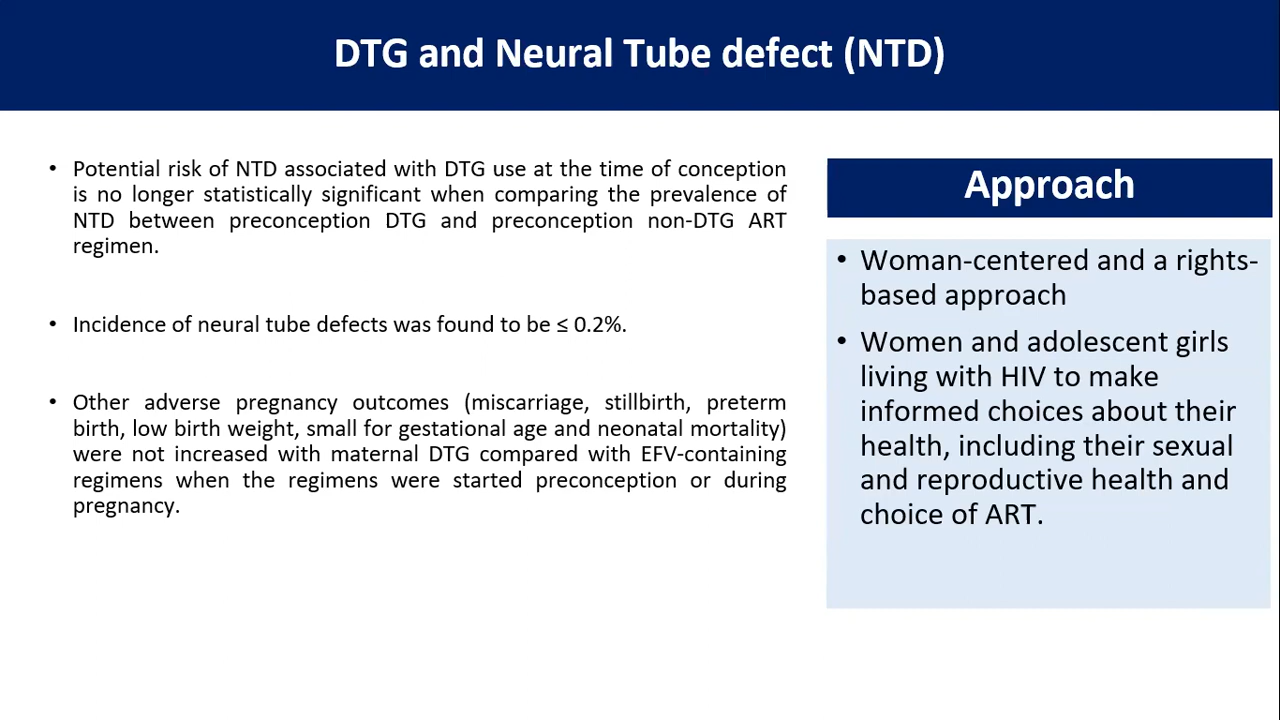 DTG and Neural Tube defect (NTD)
• Potential risk of NTD associated with DTG use at the time of conception
is no longer statistically significant when comparing the prevalence of
NTD between preconception DTG and preconception non-DTG ART
regimen.
• Incidence of neural tube defects was found to be ≤ 0.2%.
• Other adverse pregnancy outcomes (miscarriage, stillbirth, preterm
birth, low birth weight, small for gestational age and neonatal mortality)
were not increased with maternal DTG compared with EFV-containing
regimens when the regimens were started preconception or during
pregnancy.
Approach
• Woman-centered and a rights-
based approach
• Women and adolescent girls
living with HIV to make
informed choices about their
health, including their sexual
and reproductive health and
choice of ART.